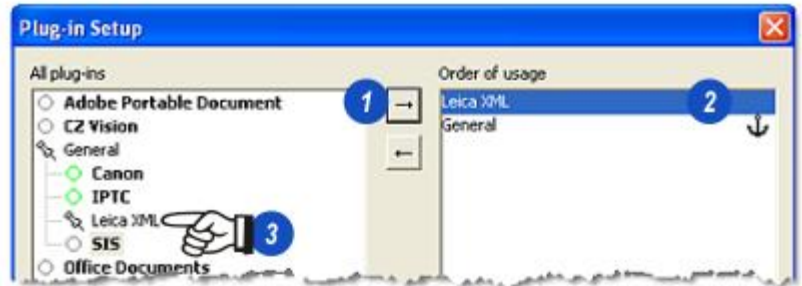 Plug-in Setup
All plug-ins
Adobe Portable Document
CZ Vision
General
Canon
IPTC
Leica XML
SIS
Office Documents
1
→
←
3
Order of usage
Leica XML
2
General